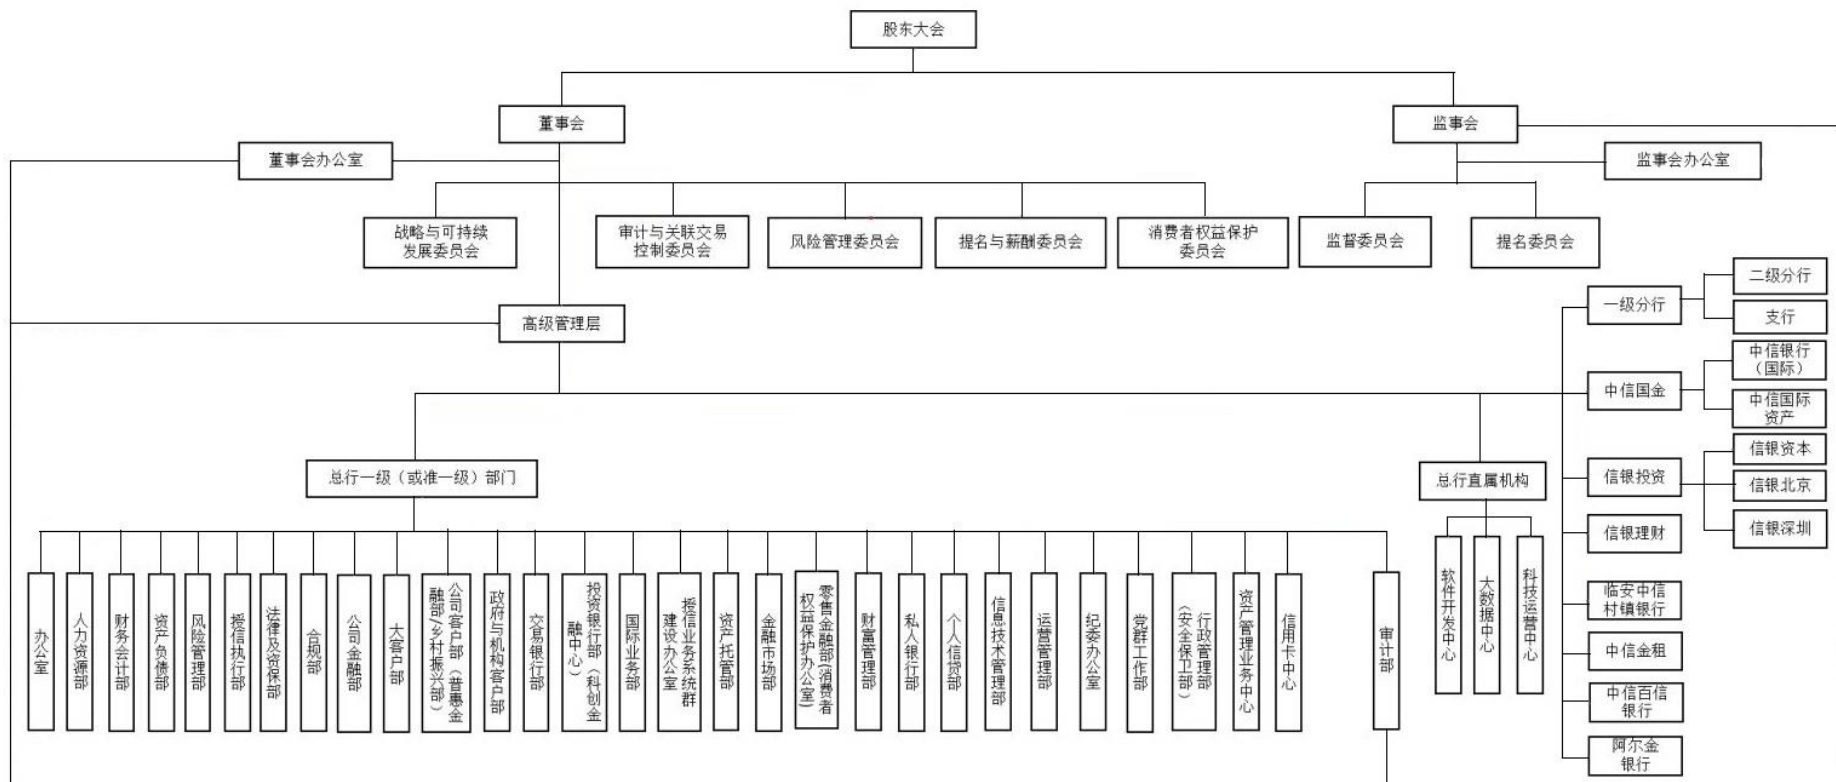 股东大会
董事会
监事会
董事会办公室
监事会办公室
战略与可持续
发展委员会
审计与关联交易
控制委员会
风险管理委员会
提名与薪酬委员会
消费者权益保护
委员会
监督委员会
提名委员会
高级管理层
一级分行
二级分行
支行
中信国金
中信银行
（国际）
中信国际
资产
信银投资
信银资本
信银北京
信银深圳
信银理财
临安中信
村镇银行
中信金租
中信百信
银行
阿尔金
银行
总行一级（或准一级）部门
总行直属机构
办公室
人力资源部
财务会计部
资产负债部
风险管理部
授信执行部
法律及资保部
合规部
公司金融部
大客户部
公司客户部（普惠金
融部/乡村振兴部）
政府与机构客户部
交易银行部
投资银行部（科创金
融中心）
国际业务部
授信业务系统群
建设办公室
资产托管部
金融市场部
零售金融部(消费者
权益保护办公室)
财富管理部
私人银行部
个人信贷部
信息技术管理部
运营管理部
纪委办公室
党群工作部
行政管理部
（安全保卫部）
资产管理业务中心
信用卡中心
审计部
软件开发中心
大数据中心
科技运营中心